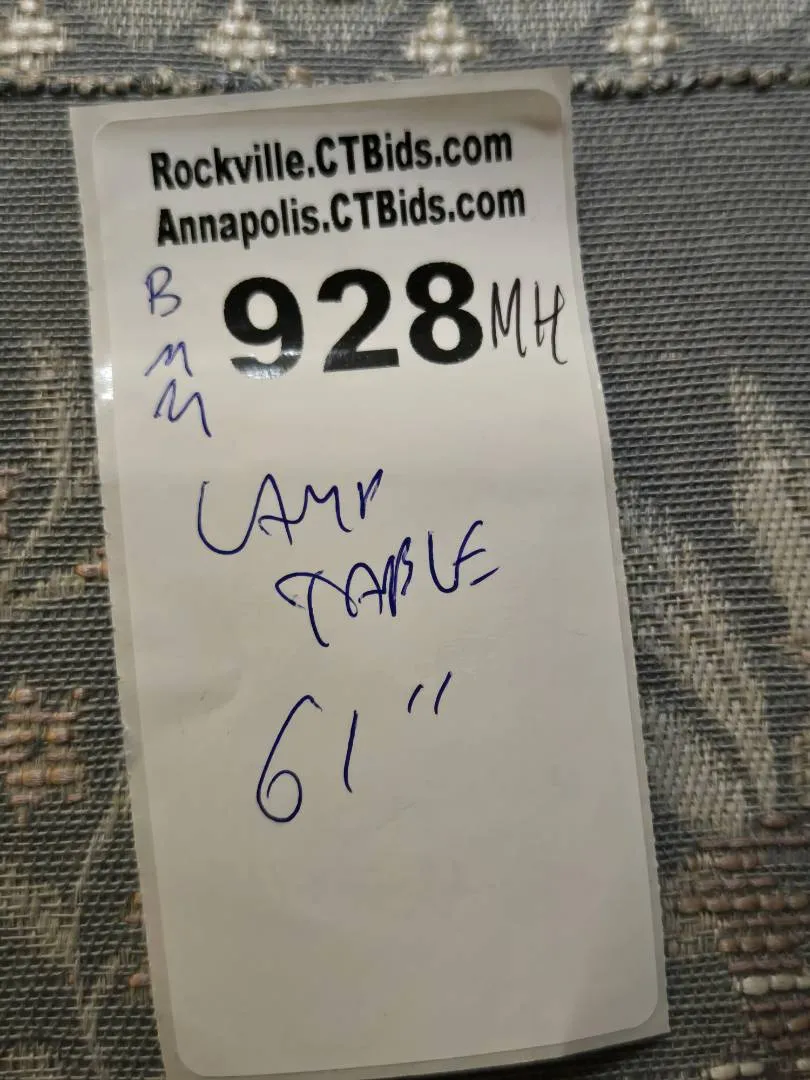 Rockville.CTBids.com
Annapolis.CTBids.com
B
M
M
928 MH
LAMP
TABLE
61"